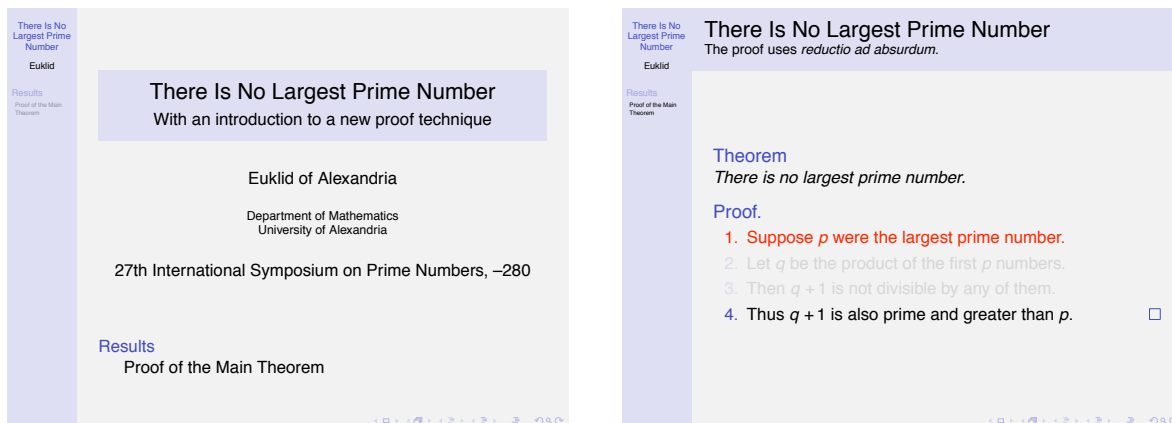 There Is No
Largest Prime
Number
Euklid
Results
Proof of the Main
Theorem
There Is No Largest Prime Number
With an introduction to a new proof technique
Euklid of Alexandria
Department of Mathematics
University of Alexandria
27th International Symposium on Prime Numbers, –280
Results
Proof of the Main Theorem
There Is No
Largest Prime
Number
Euklid
Results
Proof of the Main
Theorem
There Is No Largest Prime Number
The proof uses reductio ad absurdum.
Theorem
There is no largest prime number.
Proof.
1. Suppose p were the largest prime number.
2. Let q be the product of the first p numbers.
3. Then q + 1 is not divisible by any of them.
4. Thus q + 1 is also prime and greater than p.